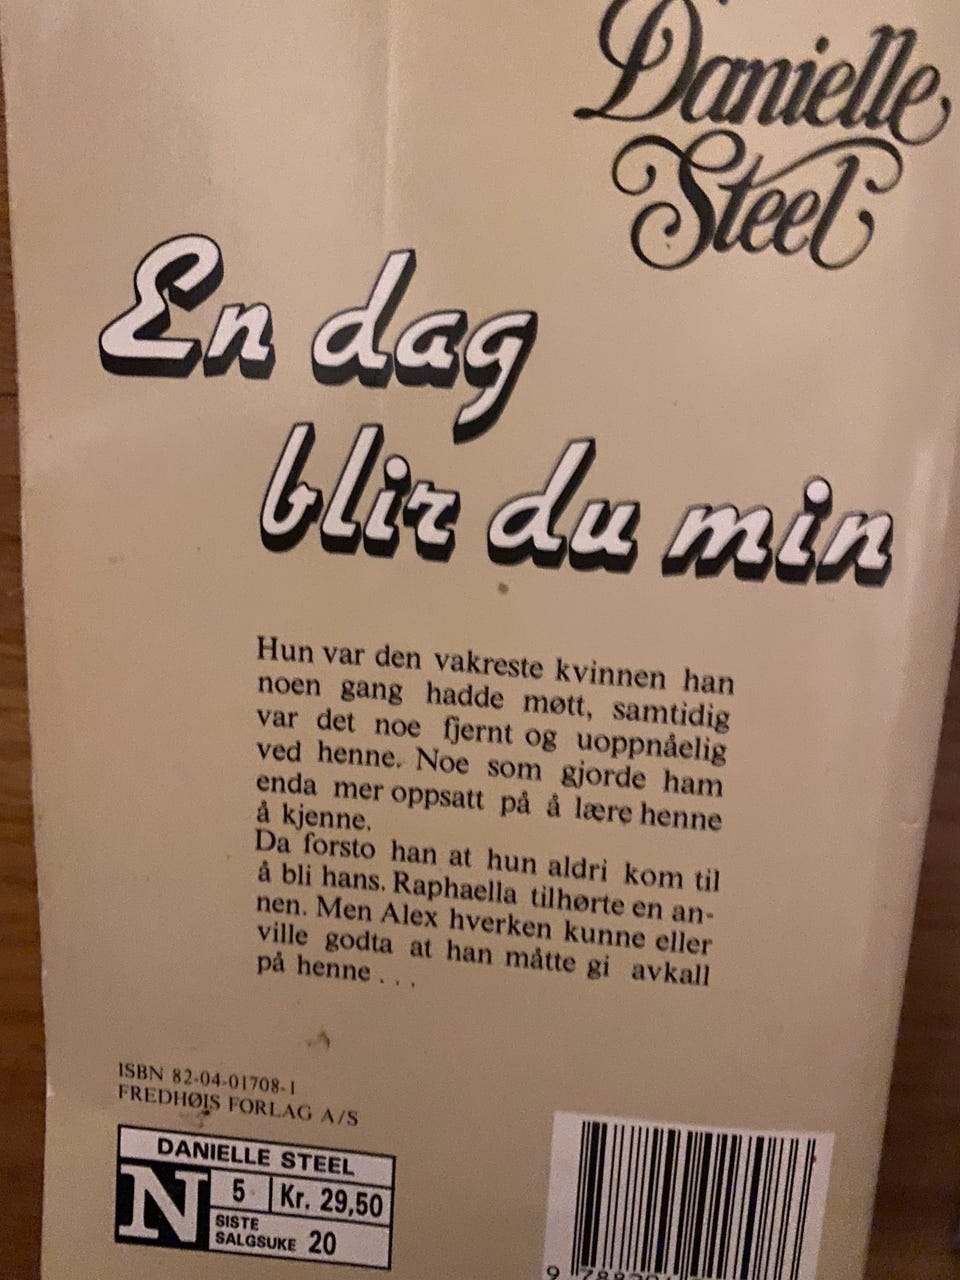 Danielle
Steel
En dag
blir du min
Hun var den vakreste kvinnen han
noen gang hadde møtt, samtidig
var det noe fjernt og uoppnåelig
ved henne. Noe som gjorde ham
enda mer oppsatt på å lære henne
å kjenne.
Da forsto han at hun aldri kom til
å bli hans. Raphaella tilhørte en an-
nen. Men Alex hverken kunne eller
ville godta at han måtte gi avkall
på henne . . .
ISBN 82-04-01708-1
FREDHØIS FORLAG A/S
DANIELLE STEEL
N
5 Kr. 29,50
SISTE
SALGSUKE 20